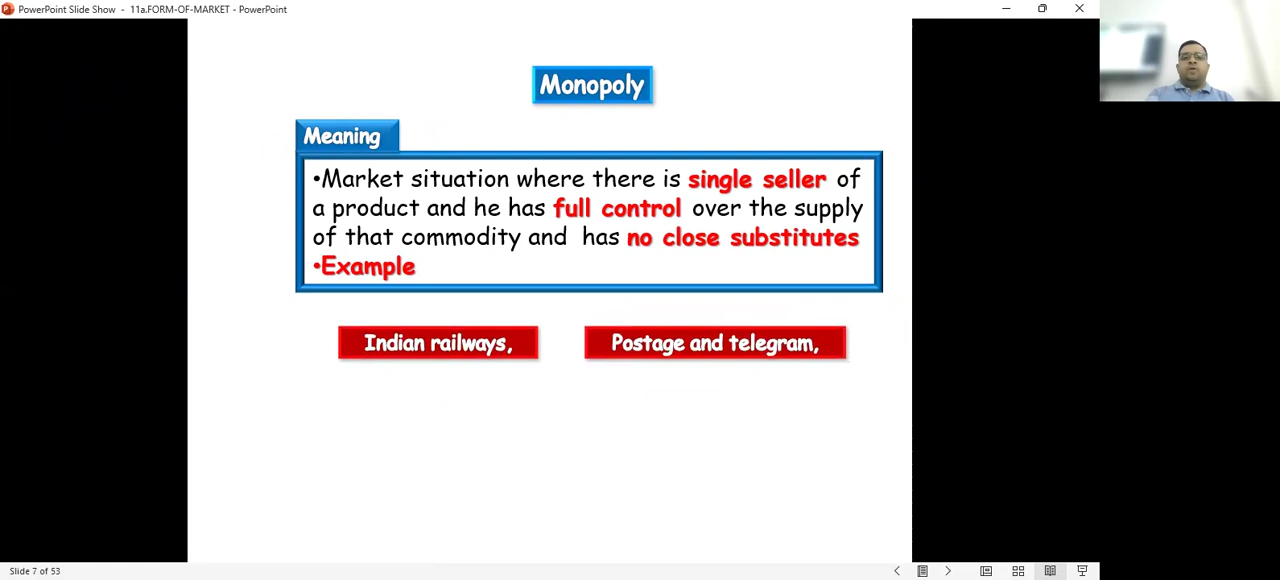 PowerPoint Slide Show - 11a.FORM-OF-MARKET - PowerPoint
Monopoly
Meaning
•Market situation where there is single seller of
a product and he has full control over the supply
of that commodity and has no close substitutes
•Example
Indian railways,
Postage and telegram,
Slide 7 of 53